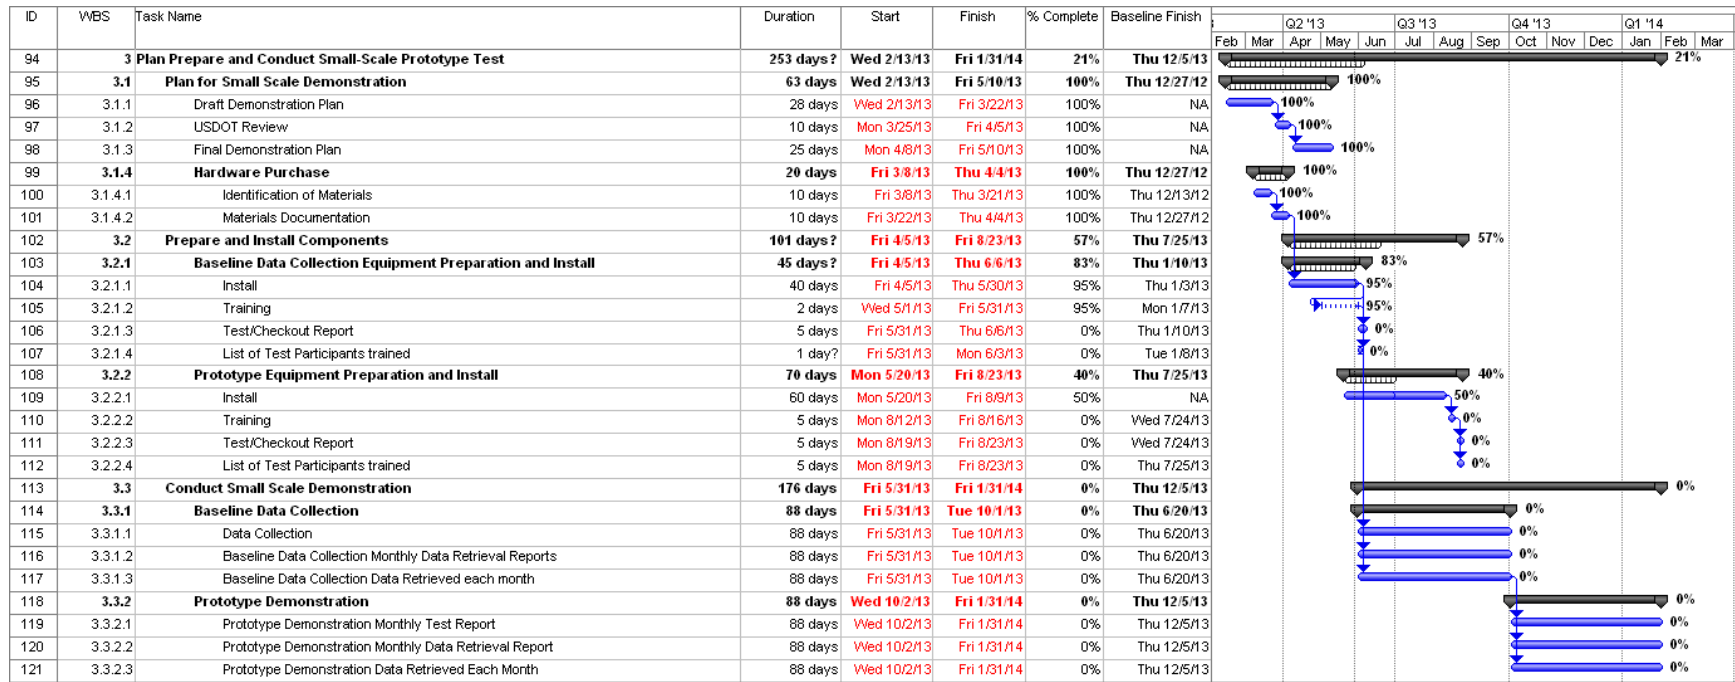 ID WBS Task Name Duration Start Finish % Complete Baseline Finish Q2 '13 Q3 '13 Q4 '13 Q1 '14
Feb Mar Apr May Jun Jul Aug Sep Oct Nov Dec Jan Feb Mar
94 3 Plan Prepare and Conduct Small-Scale Prototype Test 253 days? Wed 2/13/13 Fri 1/31/14 21% Thu 12/5/13 21%
95 3.1 Plan for Small Scale Demonstration 63 days Wed 2/13/13 Fri 5/10/13 100% Thu 12/27/12 100%
96 3.1.1 Draft Demonstration Plan 28 days Wed 2/13/13 Fri 3/22/13 100% NA 100%
97 3.1.2 USDOT Review 10 days Mon 3/25/13 Fri 4/5/13 100% NA 100%
98 3.1.3 Final Demonstration Plan 25 days Mon 4/8/13 Fri 5/10/13 100% NA 100%
99 3.1.4 Hardware Purchase 20 days Fri 3/8/13 Thu 4/4/13 100% Thu 12/27/12 100%
100 3.1.4.1 Identification of Materials 10 days Fri 3/8/13 Thu 3/21/13 100% Thu 12/13/12 100%
101 3.1.4.2 Materials Documentation 10 days Fri 3/22/13 Thu 4/4/13 100% Thu 12/27/12 100%
102 3.2 Prepare and Install Components 101 days? Fri 4/5/13 Fri 8/23/13 57% Thu 7/25/13 57%
103 3.2.1 Baseline Data Collection Equipment Preparation and Install 45 days? Fri 4/5/13 Thu 6/6/13 83% Thu 1/10/13 83%
104 3.2.1.1 Install 40 days Fri 4/5/13 Thu 5/30/13 95% Thu 1/3/13 95%
105 3.2.1.2 Training 2 days Wed 5/1/13 Fri 5/31/13 95% Mon 1/7/13 95%
106 3.2.1.3 Test/Checkout Report 5 days Fri 5/31/13 Thu 6/6/13 0% Thu 1/10/13 0%
107 3.2.1.4 List of Test Participants trained 1 day? Fri 5/31/13 Mon 6/3/13 0% Tue 1/8/13 0%
108 3.2.2 Prototype Equipment Preparation and Install 70 days Mon 5/20/13 Fri 8/23/13 40% Thu 7/25/13 40%
109 3.2.2.1 Install 60 days Mon 5/20/13 Fri 8/9/13 50% NA 50%
110 3.2.2.2 Training 5 days Mon 8/12/13 Fri 8/16/13 0% Wed 7/24/13 0%
111 3.2.2.3 Test/Checkout Report 5 days Mon 8/19/13 Fri 8/23/13 0% Wed 7/24/13 0%
112 3.2.2.4 List of Test Participants trained 5 days Mon 8/19/13 Fri 8/23/13 0% Thu 7/25/13 0%
113 3.3 Conduct Small Scale Demonstration 176 days Fri 5/31/13 Fri 1/31/14 0% Thu 12/5/13 0%
114 3.3.1 Baseline Data Collection 88 days Fri 5/31/13 Tue 10/1/13 0% Thu 6/20/13 0%
115 3.3.1.1 Data Collection 88 days Fri 5/31/13 Tue 10/1/13 0% Thu 6/20/13 0%
116 3.3.1.2 Baseline Data Collection Monthly Data Retrieval Reports 88 days Fri 5/31/13 Tue 10/1/13 0% Thu 6/20/13 0%
117 3.3.1.3 Baseline Data Collection Data Retrieved each month 88 days Fri 5/31/13 Tue 10/1/13 0% Thu 6/20/13 0%
118 3.3.2 Prototype Demonstration 88 days Wed 10/2/13 Fri 1/31/14 0% Thu 12/5/13 0%
119 3.3.2.1 Prototype Demonstration Monthly Test Report 88 days Wed 10/2/13 Fri 1/31/14 0% Thu 12/5/13 0%
120 3.3.2.2 Prototype Demonstration Monthly Data Retrieval Report 88 days Wed 10/2/13 Fri 1/31/14 0% Thu 12/5/13 0%
121 3.3.2.3 Prototype Demonstration Data Retrieved Each Month 88 days Wed 10/2/13 Fri 1/31/14 0% Thu 12/5/13 0%